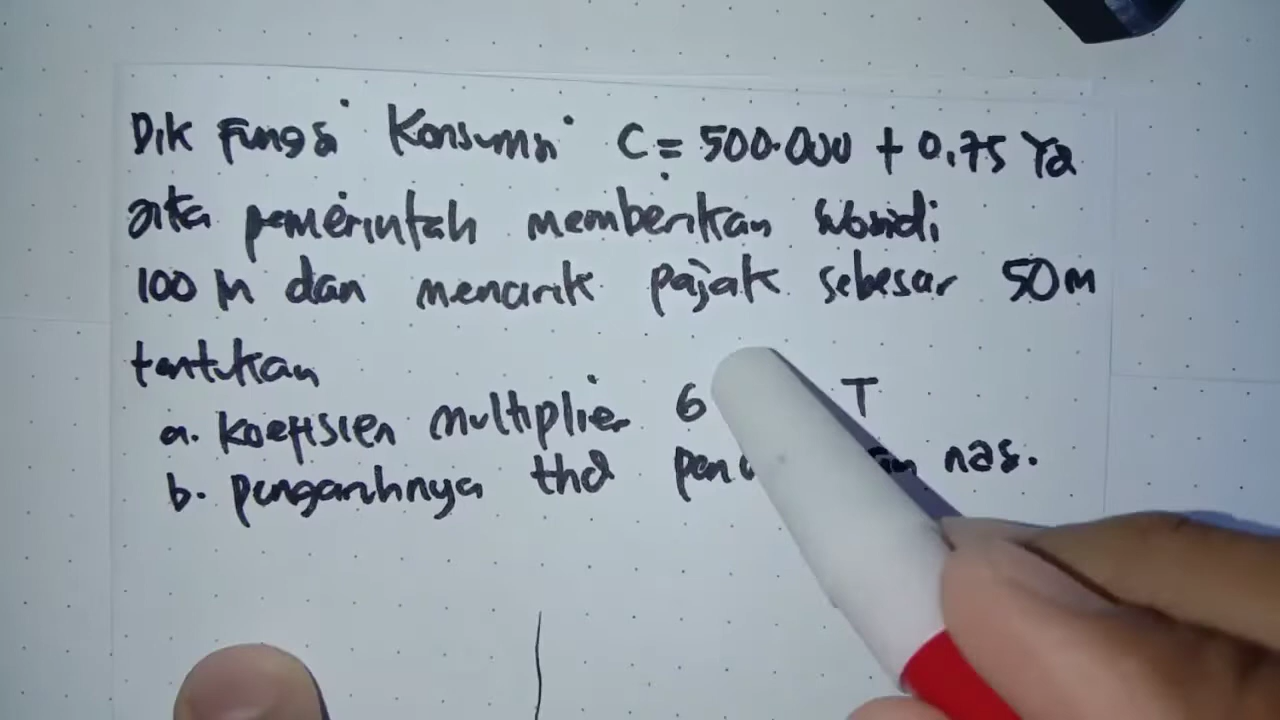 Dik Fungsi Konsumsi C = 500.000 + 0,75 Yd
jika pemerintah memberikan subsidi
100 M dan menarik pajak sebesar 50 M
tentukan
a. Koefisien multiplier G T
b. pengaruhnya thd nas.